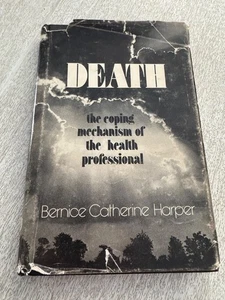 DEATH
the coping
mechanism of
the health
professional
Bernice Catherine Harper